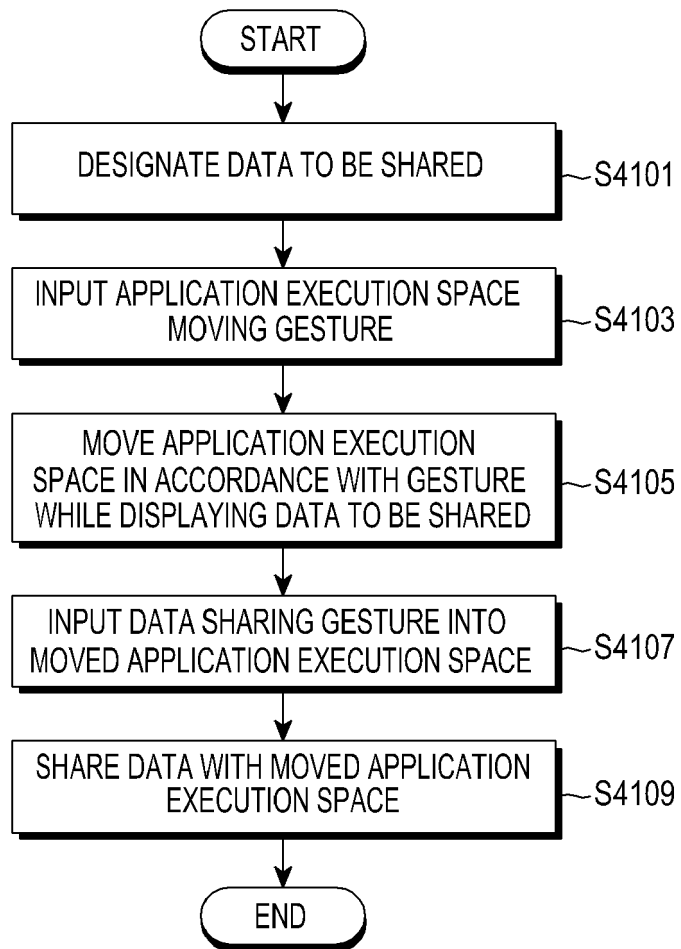 START
DESIGNATE DATA TO BE SHARED
S4101
INPUT APPLICATION EXECUTION SPACE
MOVING GESTURE
S4103
MOVE APPLICATION EXECUTION
SPACE IN ACCORDANCE WITH GESTURE
WHILE DISPLAYING DATA TO BE SHARED
S4105
INPUT DATA SHARING GESTURE INTO
MOVED APPLICATION EXECUTION SPACE
S4107
SHARE DATA WITH MOVED APPLICATION
EXECUTION SPACE
S4109
END